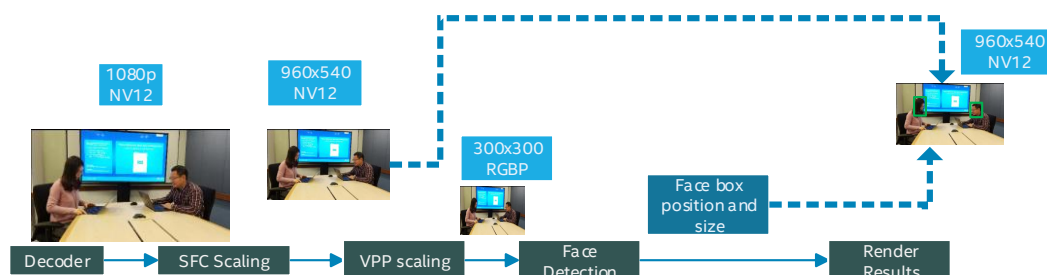 1080p
NV12
960x540
NV12
960x540
NV12
300x300
RGBP
Face box
position and
size
Decoder
SFC Scaling
VPP scaling
Face
Detection
Render
Results